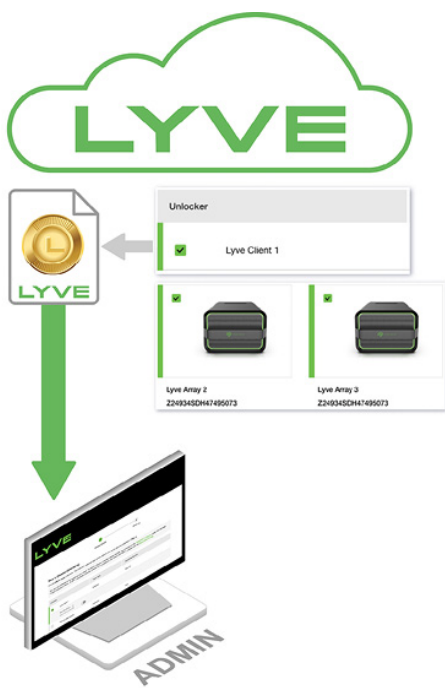 LYVE
Unlocker
Lyve Client 1
L
LYVE
Lyve Array 2
Z24934SDH47495073
Lyve Array 3
Z24934SDH47495073
LYVE
ADMIN